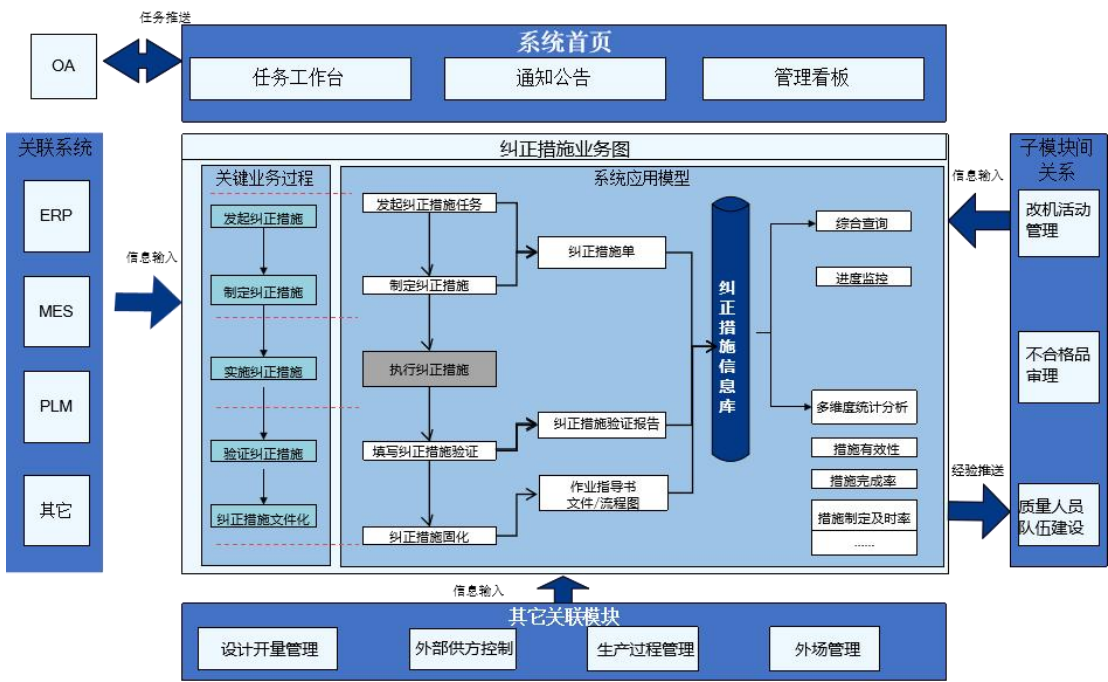 任务推送
OA
系统首页
任务工作台
通知公告
管理看板
关联系统
ERP
MES
PLM
其它
信息输入
纠正措施业务图
关键业务过程
发起纠正措施
制定纠正措施
实施纠正措施
验证纠正措施
纠正措施文件化
系统应用模型
发起纠正措施任务
制定纠正措施
执行纠正措施
填写纠正措施验证
纠正措施固化
纠正措施单
纠正措施验证报告
作业指导书
文件/流程图
纠正措施信息库
综合查询
进度监控
多维度统计分析
措施有效性
措施完成率
措施制定及时率
......
信息输入
经验推送
子模块间
关系
改机活动
管理
不合格品
审理
质量人员
队伍建设
信息输入
其它关联模块
设计开量管理
外部供方控制
生产过程管理
外场管理